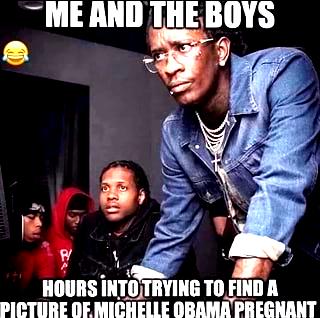 ME AND THE BOYS
HOURS INTO TRYING TO FIND A
PICTURE OF MICHELLE OBAMA PREGNANT